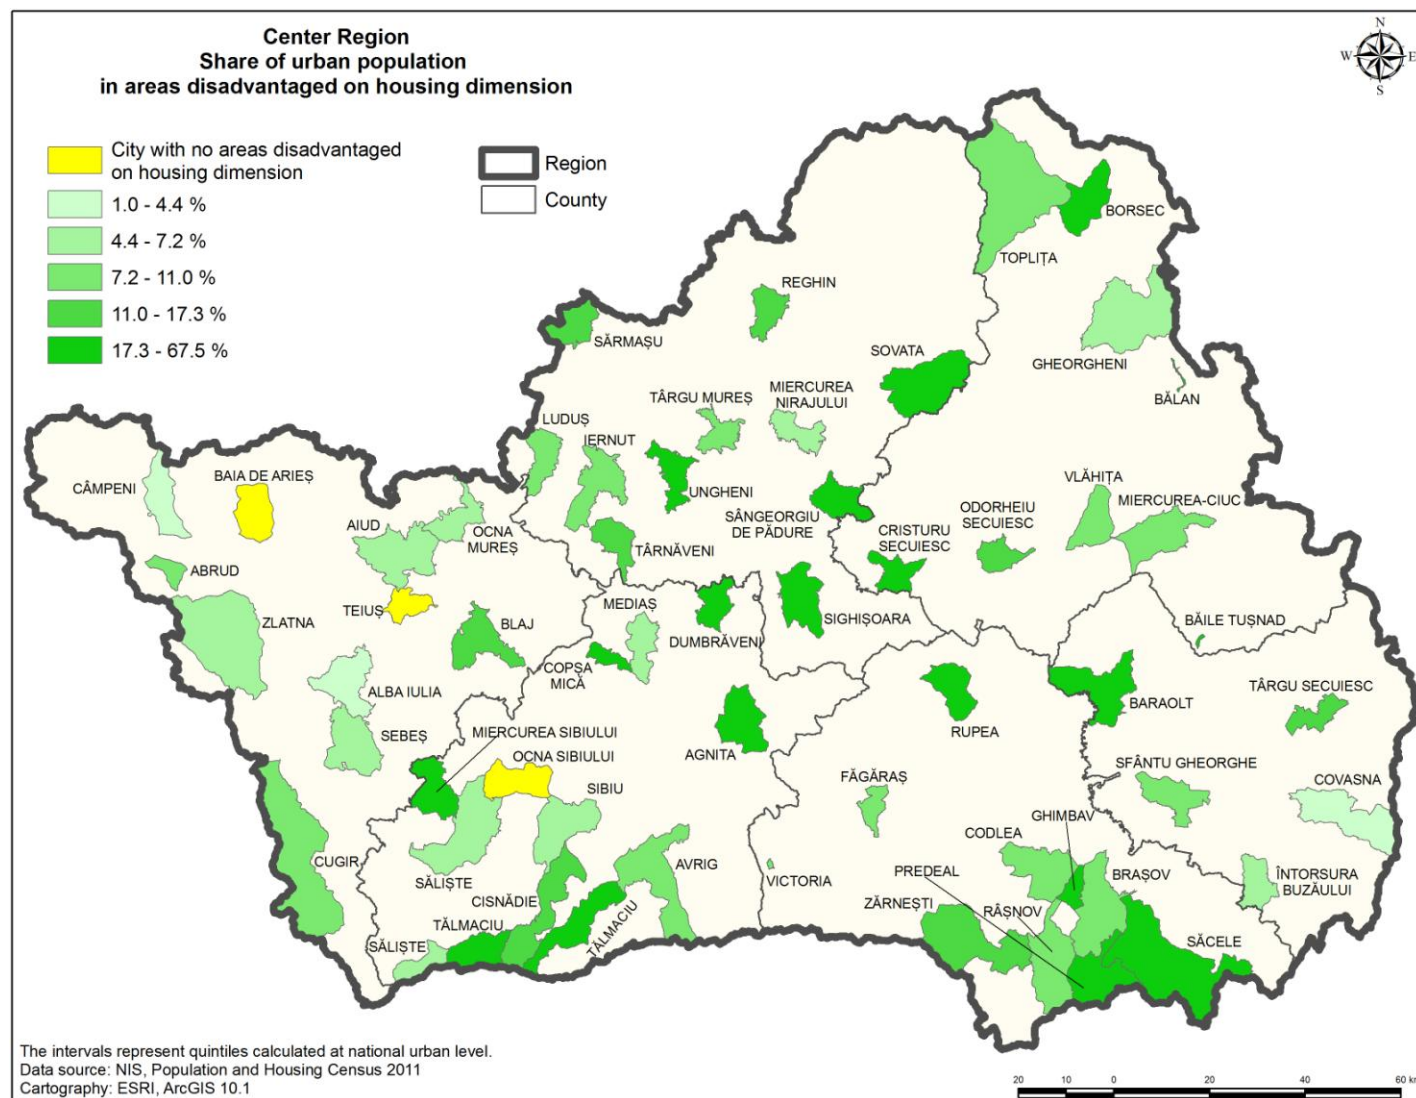 Center Region
Share of urban population
in areas disadvantaged on housing dimension
N
W
E
S
City with no areas disadvantaged
on housing dimension
1.0 - 4.4 %
4.4 - 7.2 %
7.2 - 11.0 %
11.0 - 17.3 %
17.3 - 67.5 %
Region
County
BORSEC
TOPLIȚA
REGHIN
SĂRMAȘU
GHEORGHENI
SOVATA
BĂLAN
TÂRGU MUREȘ
MIERCUREA
NIRAJULUI
LUDUȘ
IERNUT
CÂMPENI
BAIA DE ARIEȘ
UNGHENI
VLĂHIȚA
MIERCUREA-CIUC
AIUD
OCNA
MUREȘ
SÂNGEORGIU
DE PĂDURE
ODORHEIU
SECUIESC
CRISTURU
SECUIESC
TÂRNĂVENI
ABRUD
TEIUȘ
ZLATNA
BLAJ
MEDIAȘ
DUMBRĂVENI
SIGHIȘOARA
BĂILE TUȘNAD
COPȘA
MICĂ
ALBA IULIA
BARAOLT
TÂRGU SECUIESC
SEBEȘ
MIERCUREA SIBIULUI
AGNITA
RUPEA
OCNA SIBIULUI
SIBIU
FĂGĂRAȘ
SFÂNTU GHEORGHE
COVASNA
GHIMBAV
CODLEA
CUGIR
SĂLIȘTE
AVRIG
VICTORIA
PREDEAL
BRAȘOV
ÎNTORSURA
BUZĂULUI
CISNĂDIE
ZĂRNEȘTI
RÂȘNOV
TĂLMACIU
TĂLMACIU
SĂLIȘTE
SĂCELE
The intervals represent quintiles calculated at national urban level.
Data source: NIS, Population and Housing Census 2011
Cartography: ESRI, ArcGIS 10.1
20 10 0 20 40 60 km